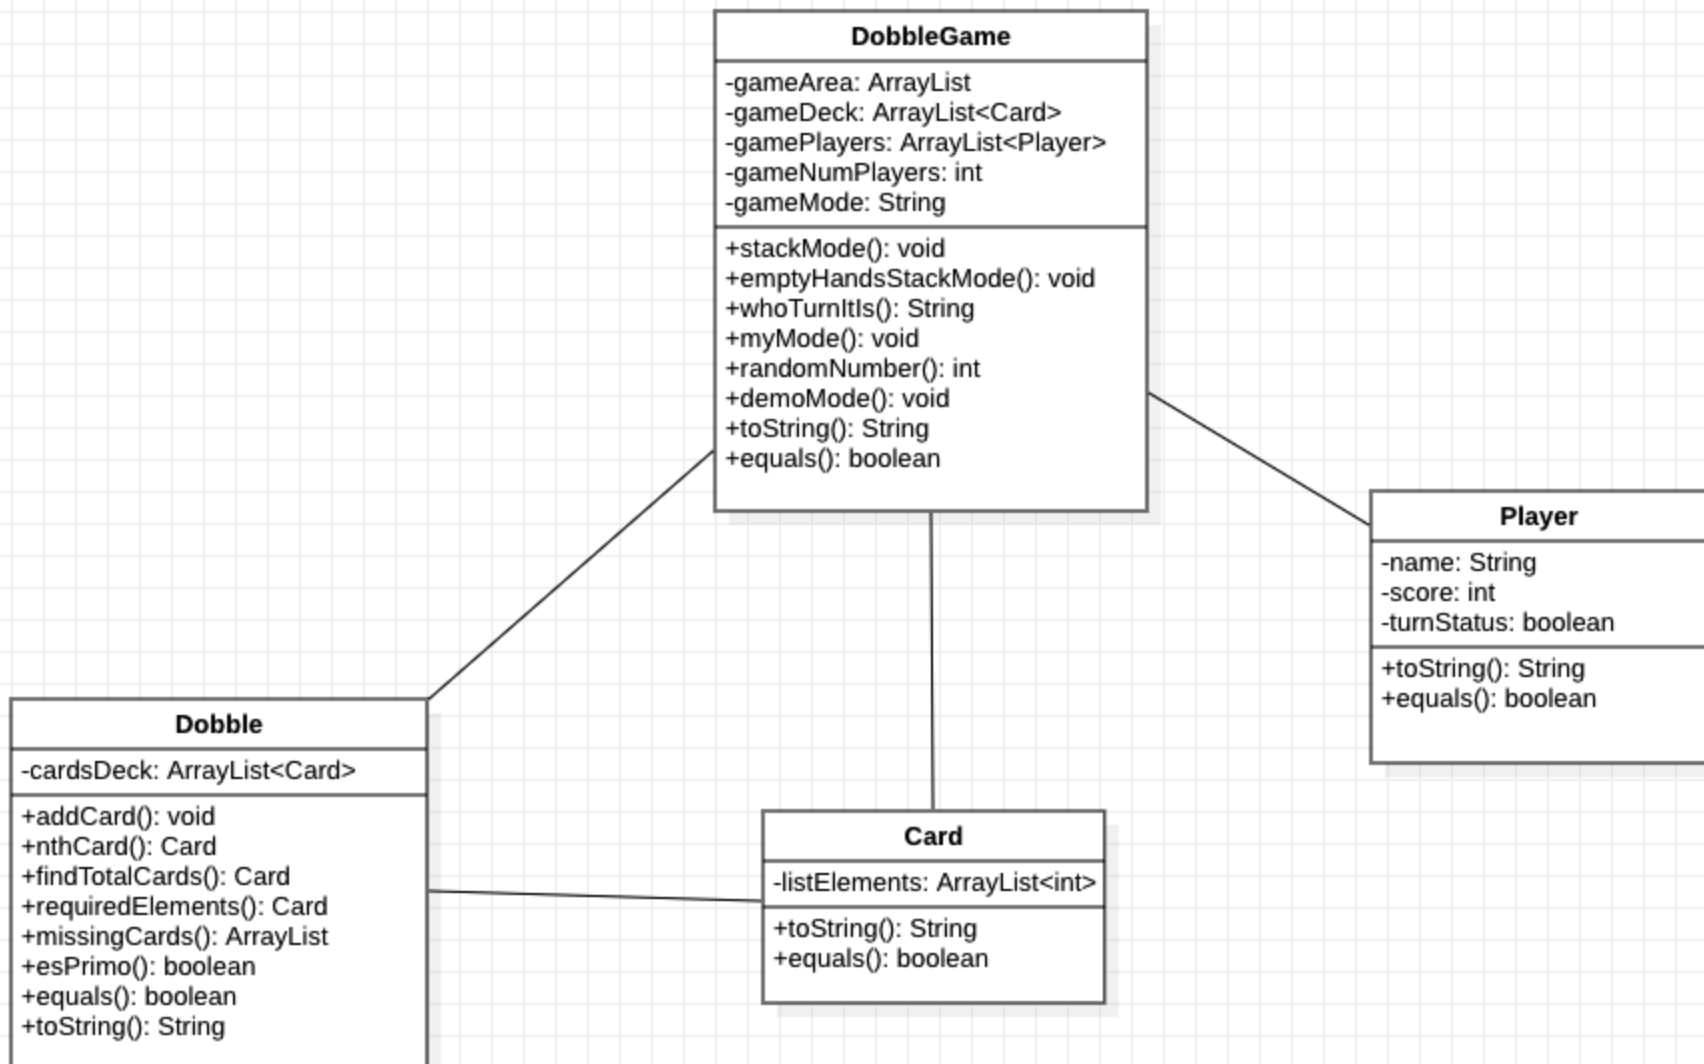 DobbleGame
-gameArea: ArrayList
-gameDeck: ArrayList<Card>
-gamePlayers: ArrayList<Player>
-gameNumPlayers: int
-gameMode: String
+stackMode(): void
+emptyHandsStackMode(): void
+whoTurnItIs(): String
+myMode(): void
+randomNumber(): int
+demoMode(): void
+toString(): String
+equals(): boolean
Player
-name: String
-score: int
-turnStatus: boolean
+toString(): String
+equals(): boolean
Dobble
-cardsDeck: ArrayList<Card>
+addCard(): void
+nthCard(): Card
+findTotalCards(): Card
+requiredElements(): Card
+missingCards(): ArrayList
+esPrimo(): boolean
+equals(): boolean
+toString(): String
Card
-listElements: ArrayList<int>
+toString(): String
+equals(): boolean